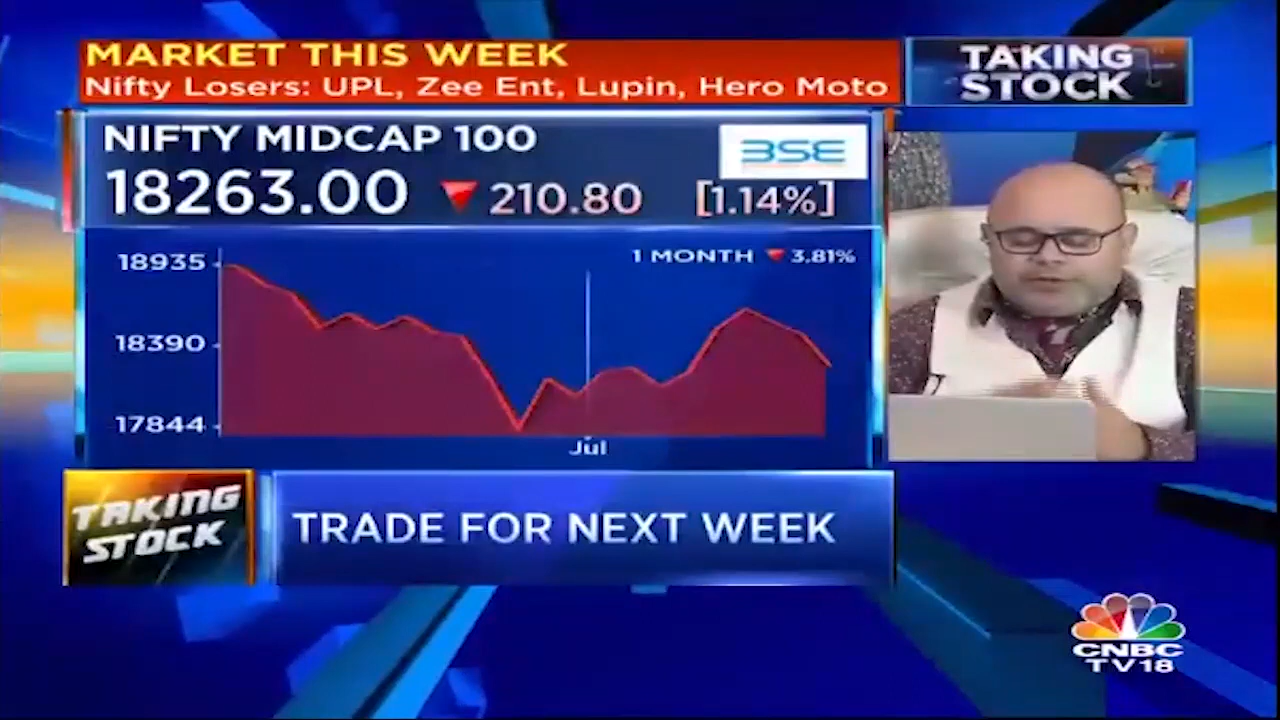 MARKET THIS WEEK
Nifty Losers: UPL, Zee Ent, Lupin, Hero Moto
TAKING
STOCK
NIFTY MIDCAP 100
BSE
18263.00 ▼ 210.80 [1.14%]
1 MONTH ▼ 3.81%
18935
18390
17844
Jul
TAKING
STOCK
TRADE FOR NEXT WEEK
CNBC
TV18